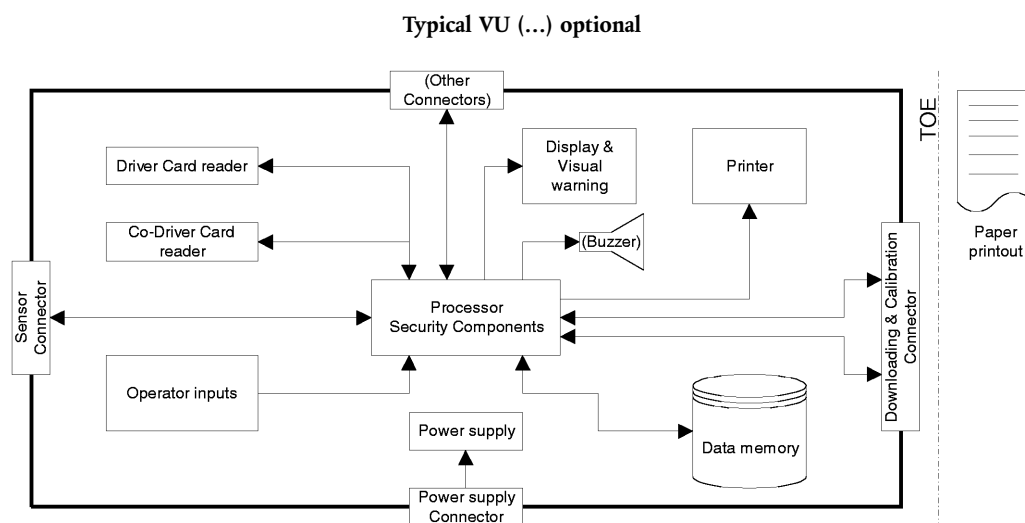 Typical VU (...) optional
(Other
Connectors)
TOE
Driver Card reader
Display &
Visual
warning
Printer
Co-Driver Card
reader
(Buzzer)
Paper
printout
Sensor
Connector
Processor
Security Components
Downloading & Calibration
Connector
Operator inputs
Power supply
Data memory
Power supply
Connector